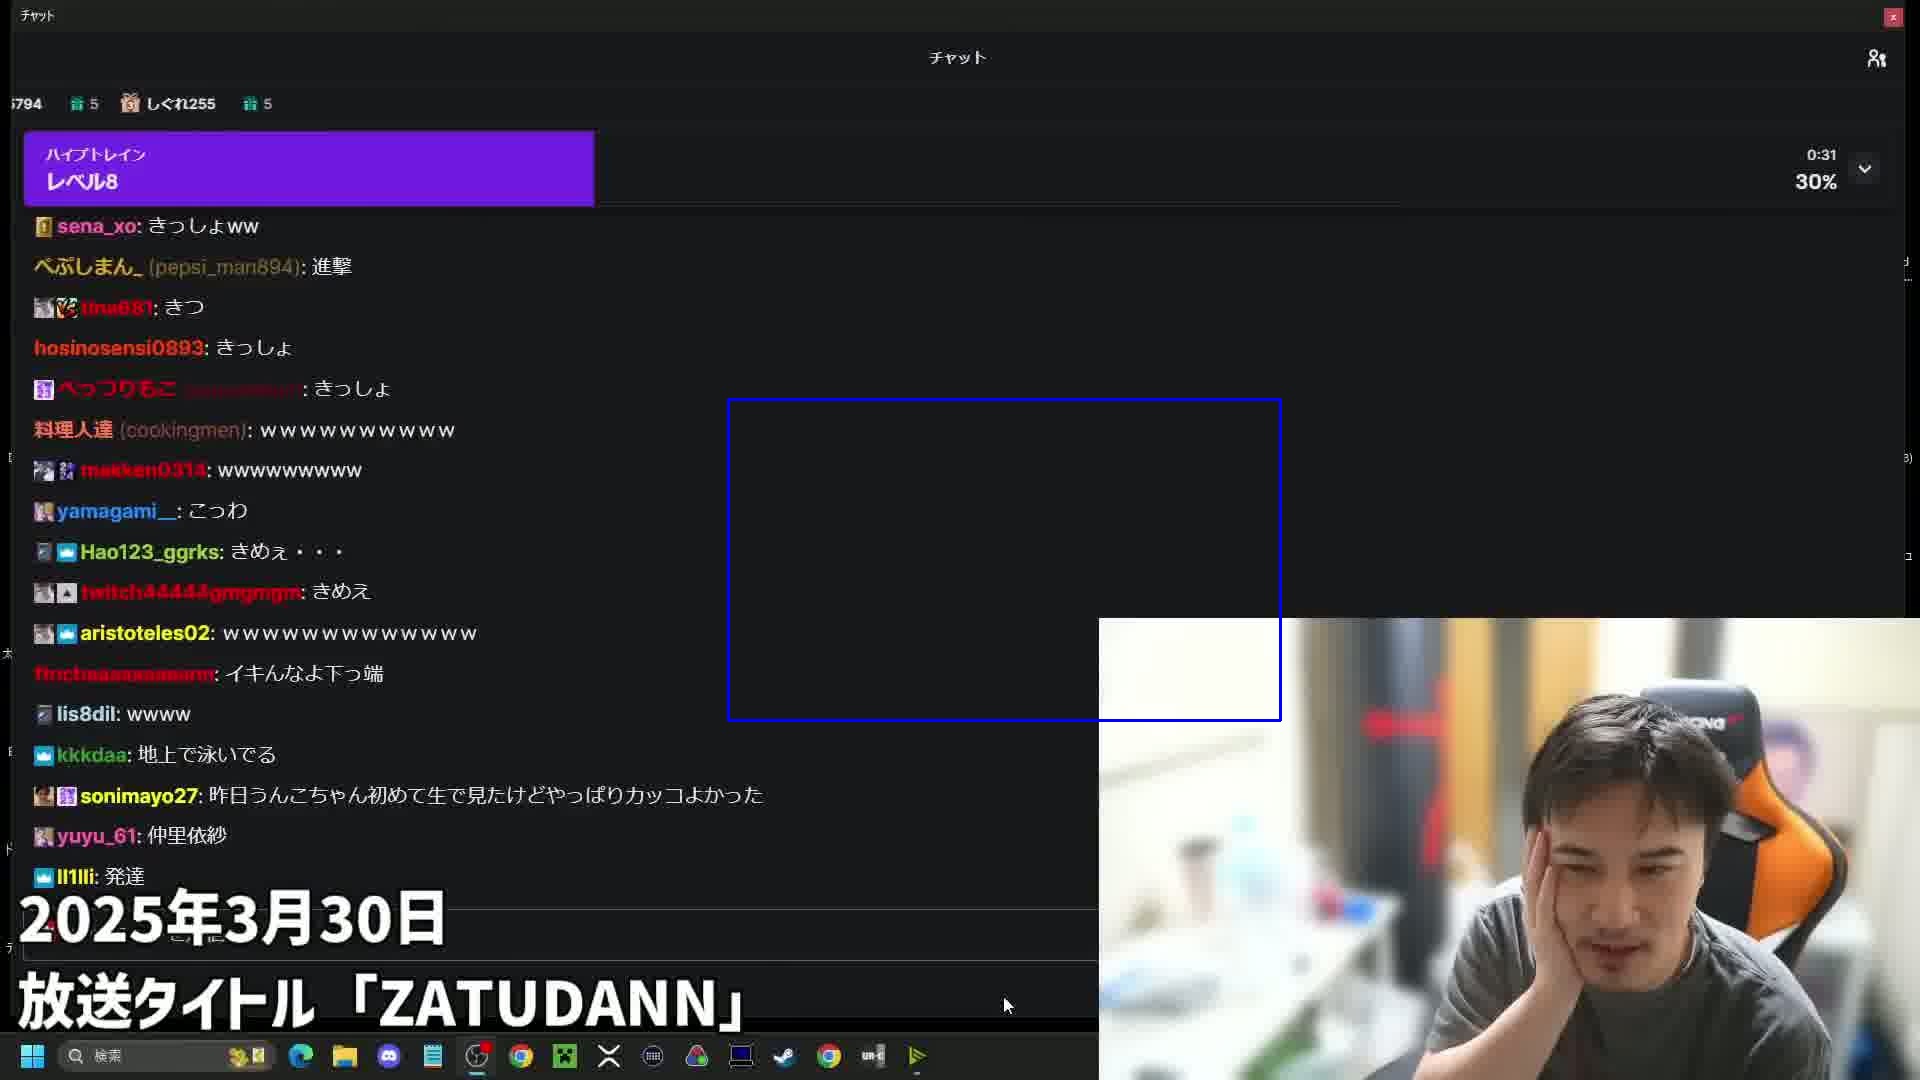 チャット
チャット
5794 5 しぐれ255 5
ハイプトレイン
レベル8
0:31
30%
sena_xo: きっしょww
ぺぷしまん_ (pepsi_man894): 進撃
tina681: きつ
hosinosensi0893: きっしょ
べっつりもこ : きっしょ
料理人達 (cookingmen): ｗｗｗｗｗｗｗｗｗｗ
makken0314: wwwwwwwww
yamagami__: こっわ
Hao123_ggrks: きめぇ・・・
twitch44444gmgmgm: きめえ
aristoteles02: ｗｗｗｗｗｗｗｗｗｗｗｗｗ
: イキんなよ下っ端
lis8dil: wwww
kkkdaa: 地上で泳いでる
sonimayo27: 昨日うんこちゃん初めて生で見たけどやっぱりカッコよかった
yuyu_61: 仲里依紗
ll1lli: 発達
2025年3月30日
放送タイトル「ZATUDANN」
検索